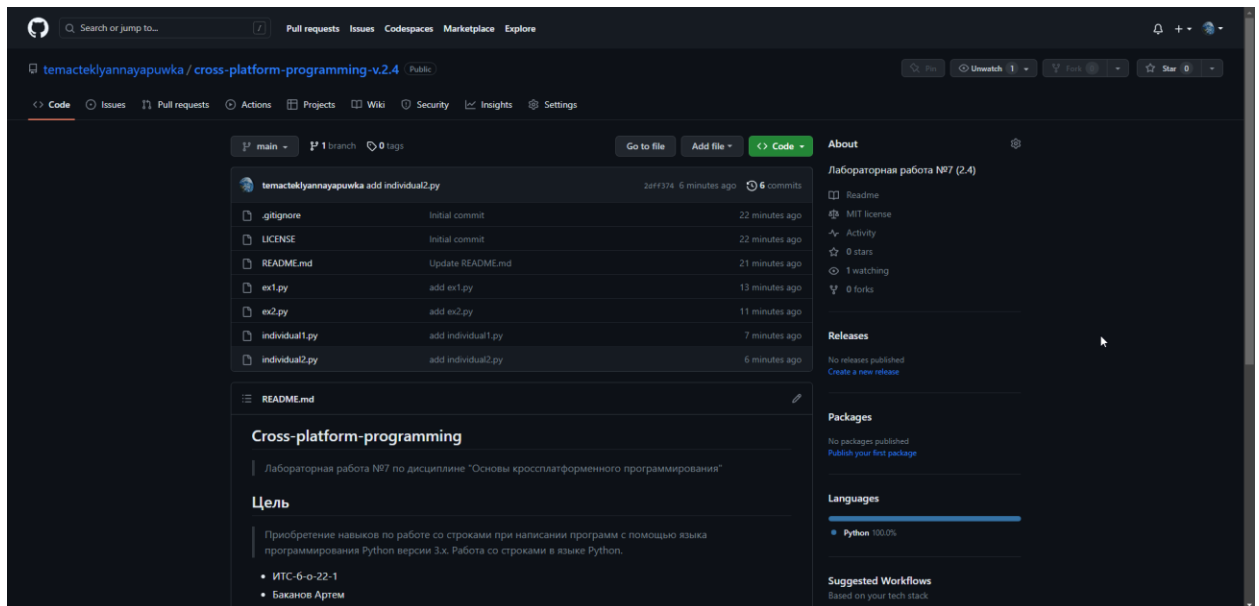 Search or jump to... / Pull requests Issues Codespaces Marketplace Explore
temacteklyannayapuwka / cross-platform-programming-v.2.4 Public
Pin Unwatch 1 Fork 0 Star 0
Code Issues Pull requests Actions Projects Wiki Security Insights Settings
main 1 branch 0 tags Go to file Add file Code
temacteklyannayapuwka add individual2.py 2eff374 6 minutes ago 6 commits
.gitignore Initial commit 22 minutes ago
LICENSE Initial commit 22 minutes ago
README.md Update README.md 21 minutes ago
ex1.py add ex1.py 13 minutes ago
ex2.py add ex2.py 11 minutes ago
individual1.py add individual1.py 7 minutes ago
individual2.py add individual2.py 6 minutes ago
README.md
Cross-platform-programming
Лабораторная работа №7 по дисциплине "Основы кроссплатформенного программирования"
Цель
Приобретение навыков по работе со строками при написании программ с помощью языка
программирования Python версии 3.x. Работа со строками в языке Python.
ИТС-б-о-22-1
Баканов Артем
About
Лабораторная работа №7 (2.4)
Readme
MIT license
Activity
0 stars
1 watching
0 forks
Releases
No releases published
Create a new release
Packages
No packages published
Publish your first package
Languages
Python 100.0%
Suggested Workflows
Based on your tech stack